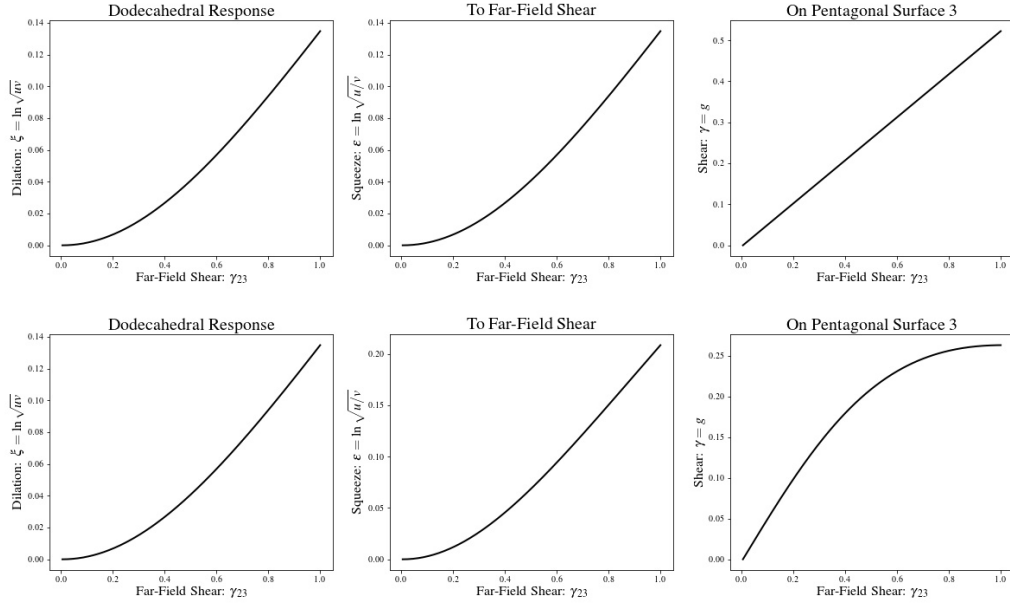 Dodecahedral Response
To Far-Field Shear
On Pentagonal Surface 3
Dilation: ξ = ln √uv
0.14
0.12
0.10
0.08
0.06
0.04
0.02
0.00
0.0 0.2 0.4 0.6 0.8 1.0
Far-Field Shear: γ23
Squeeze: ε = ln √u/v
0.14
0.12
0.10
0.08
0.06
0.04
0.02
0.00
0.0 0.2 0.4 0.6 0.8 1.0
Far-Field Shear: γ23
Shear: γ = g
0.5
0.4
0.3
0.2
0.1
0.0
0.0 0.2 0.4 0.6 0.8 1.0
Far-Field Shear: γ23
Dodecahedral Response
To Far-Field Shear
On Pentagonal Surface 3
Dilation: ξ = ln √uv
0.14
0.12
0.10
0.08
0.06
0.04
0.02
0.00
0.0 0.2 0.4 0.6 0.8 1.0
Far-Field Shear: γ23
Squeeze: ε = ln √u/v
0.20
0.15
0.10
0.05
0.00
0.0 0.2 0.4 0.6 0.8 1.0
Far-Field Shear: γ23
Shear: γ = g
0.25
0.20
0.15
0.10
0.05
0.00
0.0 0.2 0.4 0.6 0.8 1.0
Far-Field Shear: γ23